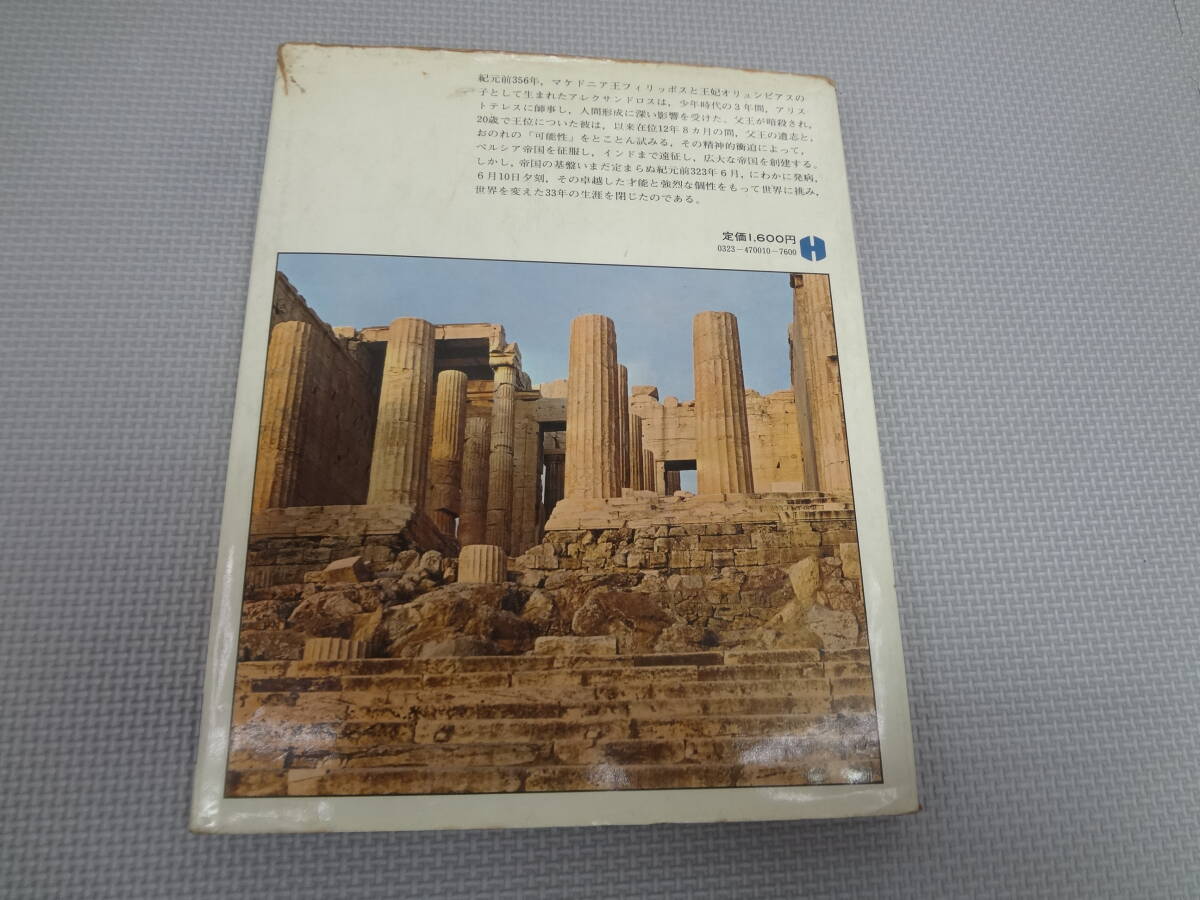 紀元前356年，マケドニア王フィリッポスと王妃オリュンピアスの
子として生まれたアレクサンドロスは，少年時代の3年間，アリス
トテレスに師事し，人間形成に深い影響を受けた。父王が暗殺され，
20歳で王位についた彼は，以来在位12年8カ月の間，父王の遺志と，
おのれの「可能性」をとことん試みる，その精神的衝迫によって，
ペルシア帝国を征服し，インドまで遠征し，広大な帝国を創建する。
しかし，帝国の基盤いまだ定まらぬ紀元前323年6月，にわかに発病，
6月10日夕刻，その卓越した才能と強烈な個性をもって世界に挑み，
世界を変えた33年の生涯を閉じたのである。
定価1,600円
0323-470010-7600
H